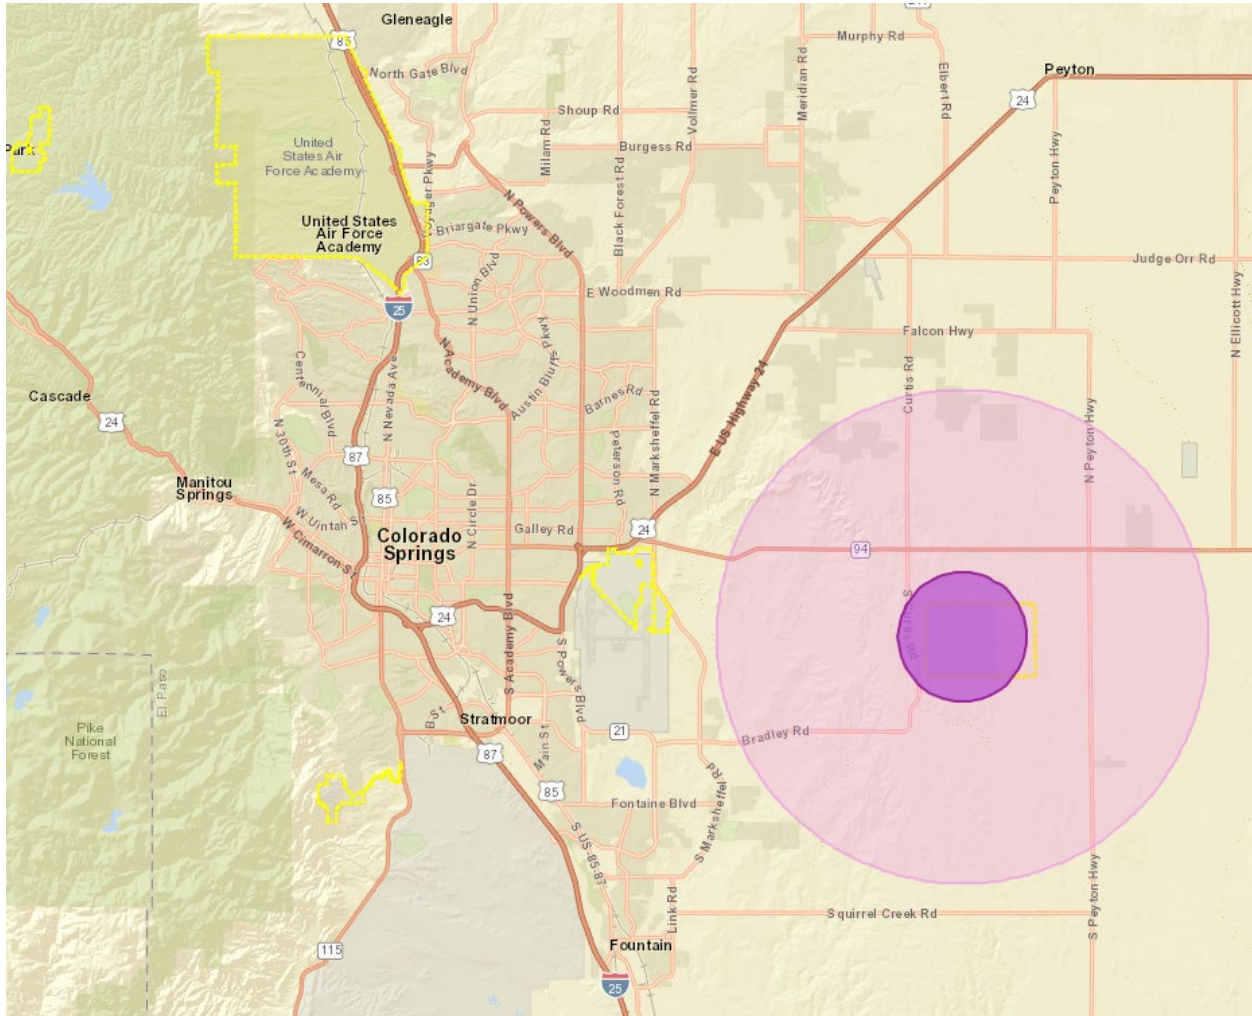 Gleneagle
85
North Gate Blvd
Murphy Rd
Peyton
24
Shoup Rd
Vollmer Rd
Meridian Rd
Elbert Rd
Peyton Hwy
Park
United
States Air
Force Academy
Milam Rd
Burgess Rd
Black Forest Rd
Voyager Pkwy
N Powers Blvd
United States
Air Force
Academy
Briargate Pkwy
83
Judge Orr Rd
N Union Blvd
E Woodmen Rd
25
N Ellicott Hwy
Falcon Hwy
Centennial Blvd
N Nevada Ave
N Academy Blvd
Austin Bluffs Pkwy
Barnes Rd
N Marksheffel Rd
E US Highway 24
Curtis Rd
Cascade
24
N 30th St
87
Peterson Rd
N Peyton Hwy
Manitou
Springs
Mesa Rd
85
N Circle Dr
W Uintah St
W Cimarron St
Colorado
Springs
Galley Rd
24
94
24
S Academy Blvd
S Powers Blvd
S Curtis Rd
El Paso
Pike
National
Forest
B St
Stratmoor
Main St
21
Bradley Rd
87
85
Fontaine Blvd
S Marksheffel Rd
S US-85-87
Link Rd
Squirrel Creek Rd
S Peyton Hwy
115
Fountain
25